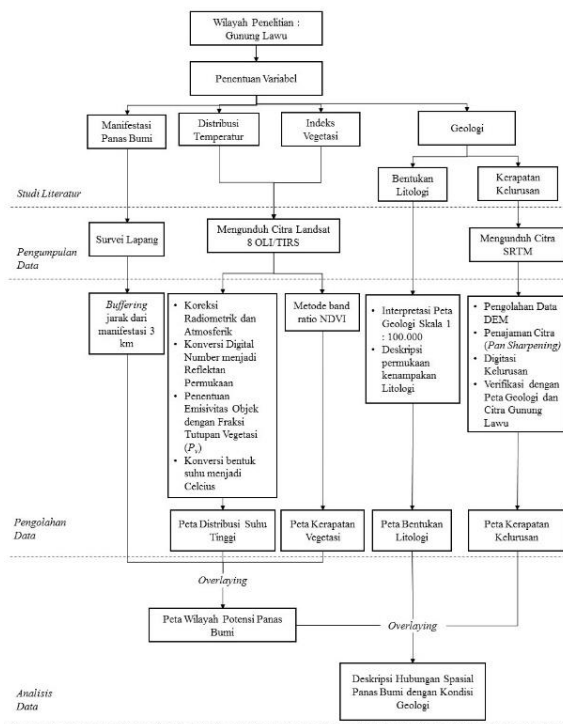 Wilayah Penelitian :
Gunung Lawu
Penentuan Variabel
Manifestasi
Panas Bumi
Distribusi
Temperatur
Indeks
Vegetasi
Geologi
Bentukan
Litologi
Kerapatan
Kelurusan
Studi Literatur
Survei Lapang
Mengunduh Citra Landsat
8 OLI/TIRS
Mengunduh Citra
SRTM
Pengumpulan
Data
Buffering
jarak dari
manifestasi 3
km
• Koreksi
Radiometrik dan
Atmosferik
• Konversi Digital
Number menjadi
Reflektan
Permukaan
• Penentuan
Emisivitas Objek
dengan Fraksi
Tutupan Vegetasi
(Pv)
• Konversi bentuk
suhu menjadi
Celcius
Metode band
ratio NDVI
• Interpretasi Peta
Geologi Skala 1
: 100.000
• Deskripsi
permukaan
kenampakan
Litologi
• Pengolahan Data
DEM
• Penajaman Citra
(Pan Sharpening)
• Digitasi
Kelurusan
• Verifikasi dengan
Peta Geologi dan
Citra Gunung
Lawu
Pengolahan
Data
Peta Distribusi Suhu
Tinggi
Peta Kerapatan
Vegetasi
Peta Bentukan
Litologi
Peta Kerapatan
Kelurusan
Overlaying
Peta Wilayah Potensi Panas
Bumi
Overlaying
Deskripsi Hubungan Spasial
Panas Bumi dengan Kondisi
Geologi
Analisis
Data